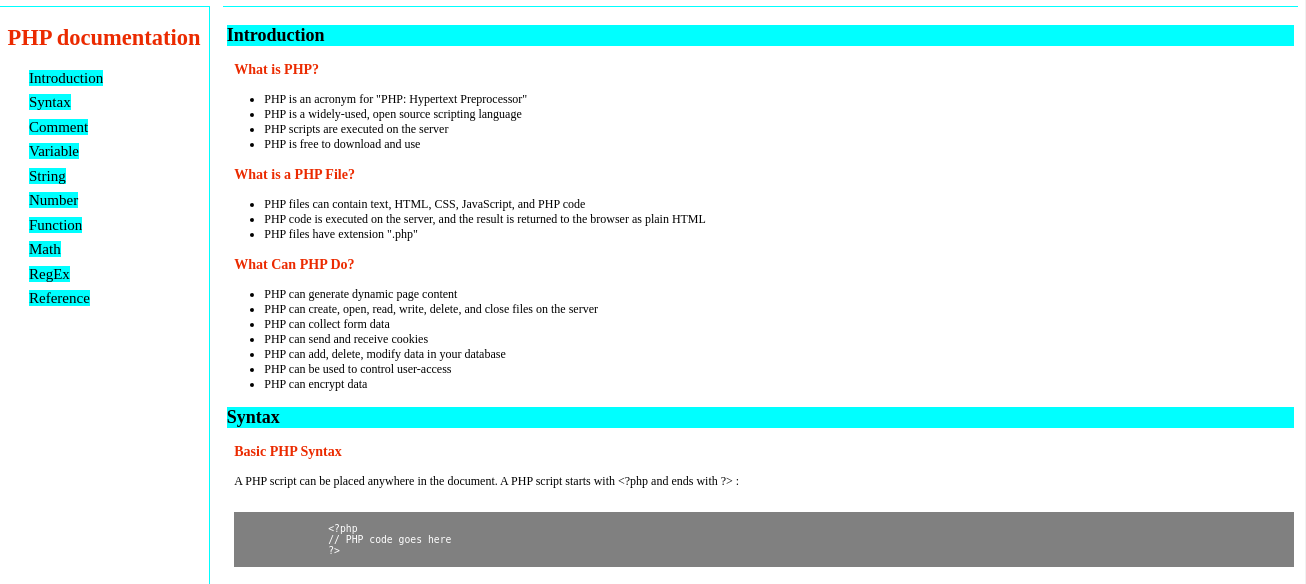 PHP documentation
Introduction
Syntax
Comment
Variable
String
Number
Function
Math
RegEx
Reference
Introduction
What is PHP?
PHP is an acronym for "PHP: Hypertext Preprocessor"
PHP is a widely-used, open source scripting language
PHP scripts are executed on the server
PHP is free to download and use
What is a PHP File?
PHP files can contain text, HTML, CSS, JavaScript, and PHP code
PHP code is executed on the server, and the result is returned to the browser as plain HTML
PHP files have extension ".php"
What Can PHP Do?
PHP can generate dynamic page content
PHP can create, open, read, write, delete, and close files on the server
PHP can collect form data
PHP can send and receive cookies
PHP can add, delete, modify data in your database
PHP can be used to control user-access
PHP can encrypt data
Syntax
Basic PHP Syntax
A PHP script can be placed anywhere in the document. A PHP script starts with <?php and ends with ?> :
<?php
// PHP code goes here
?>